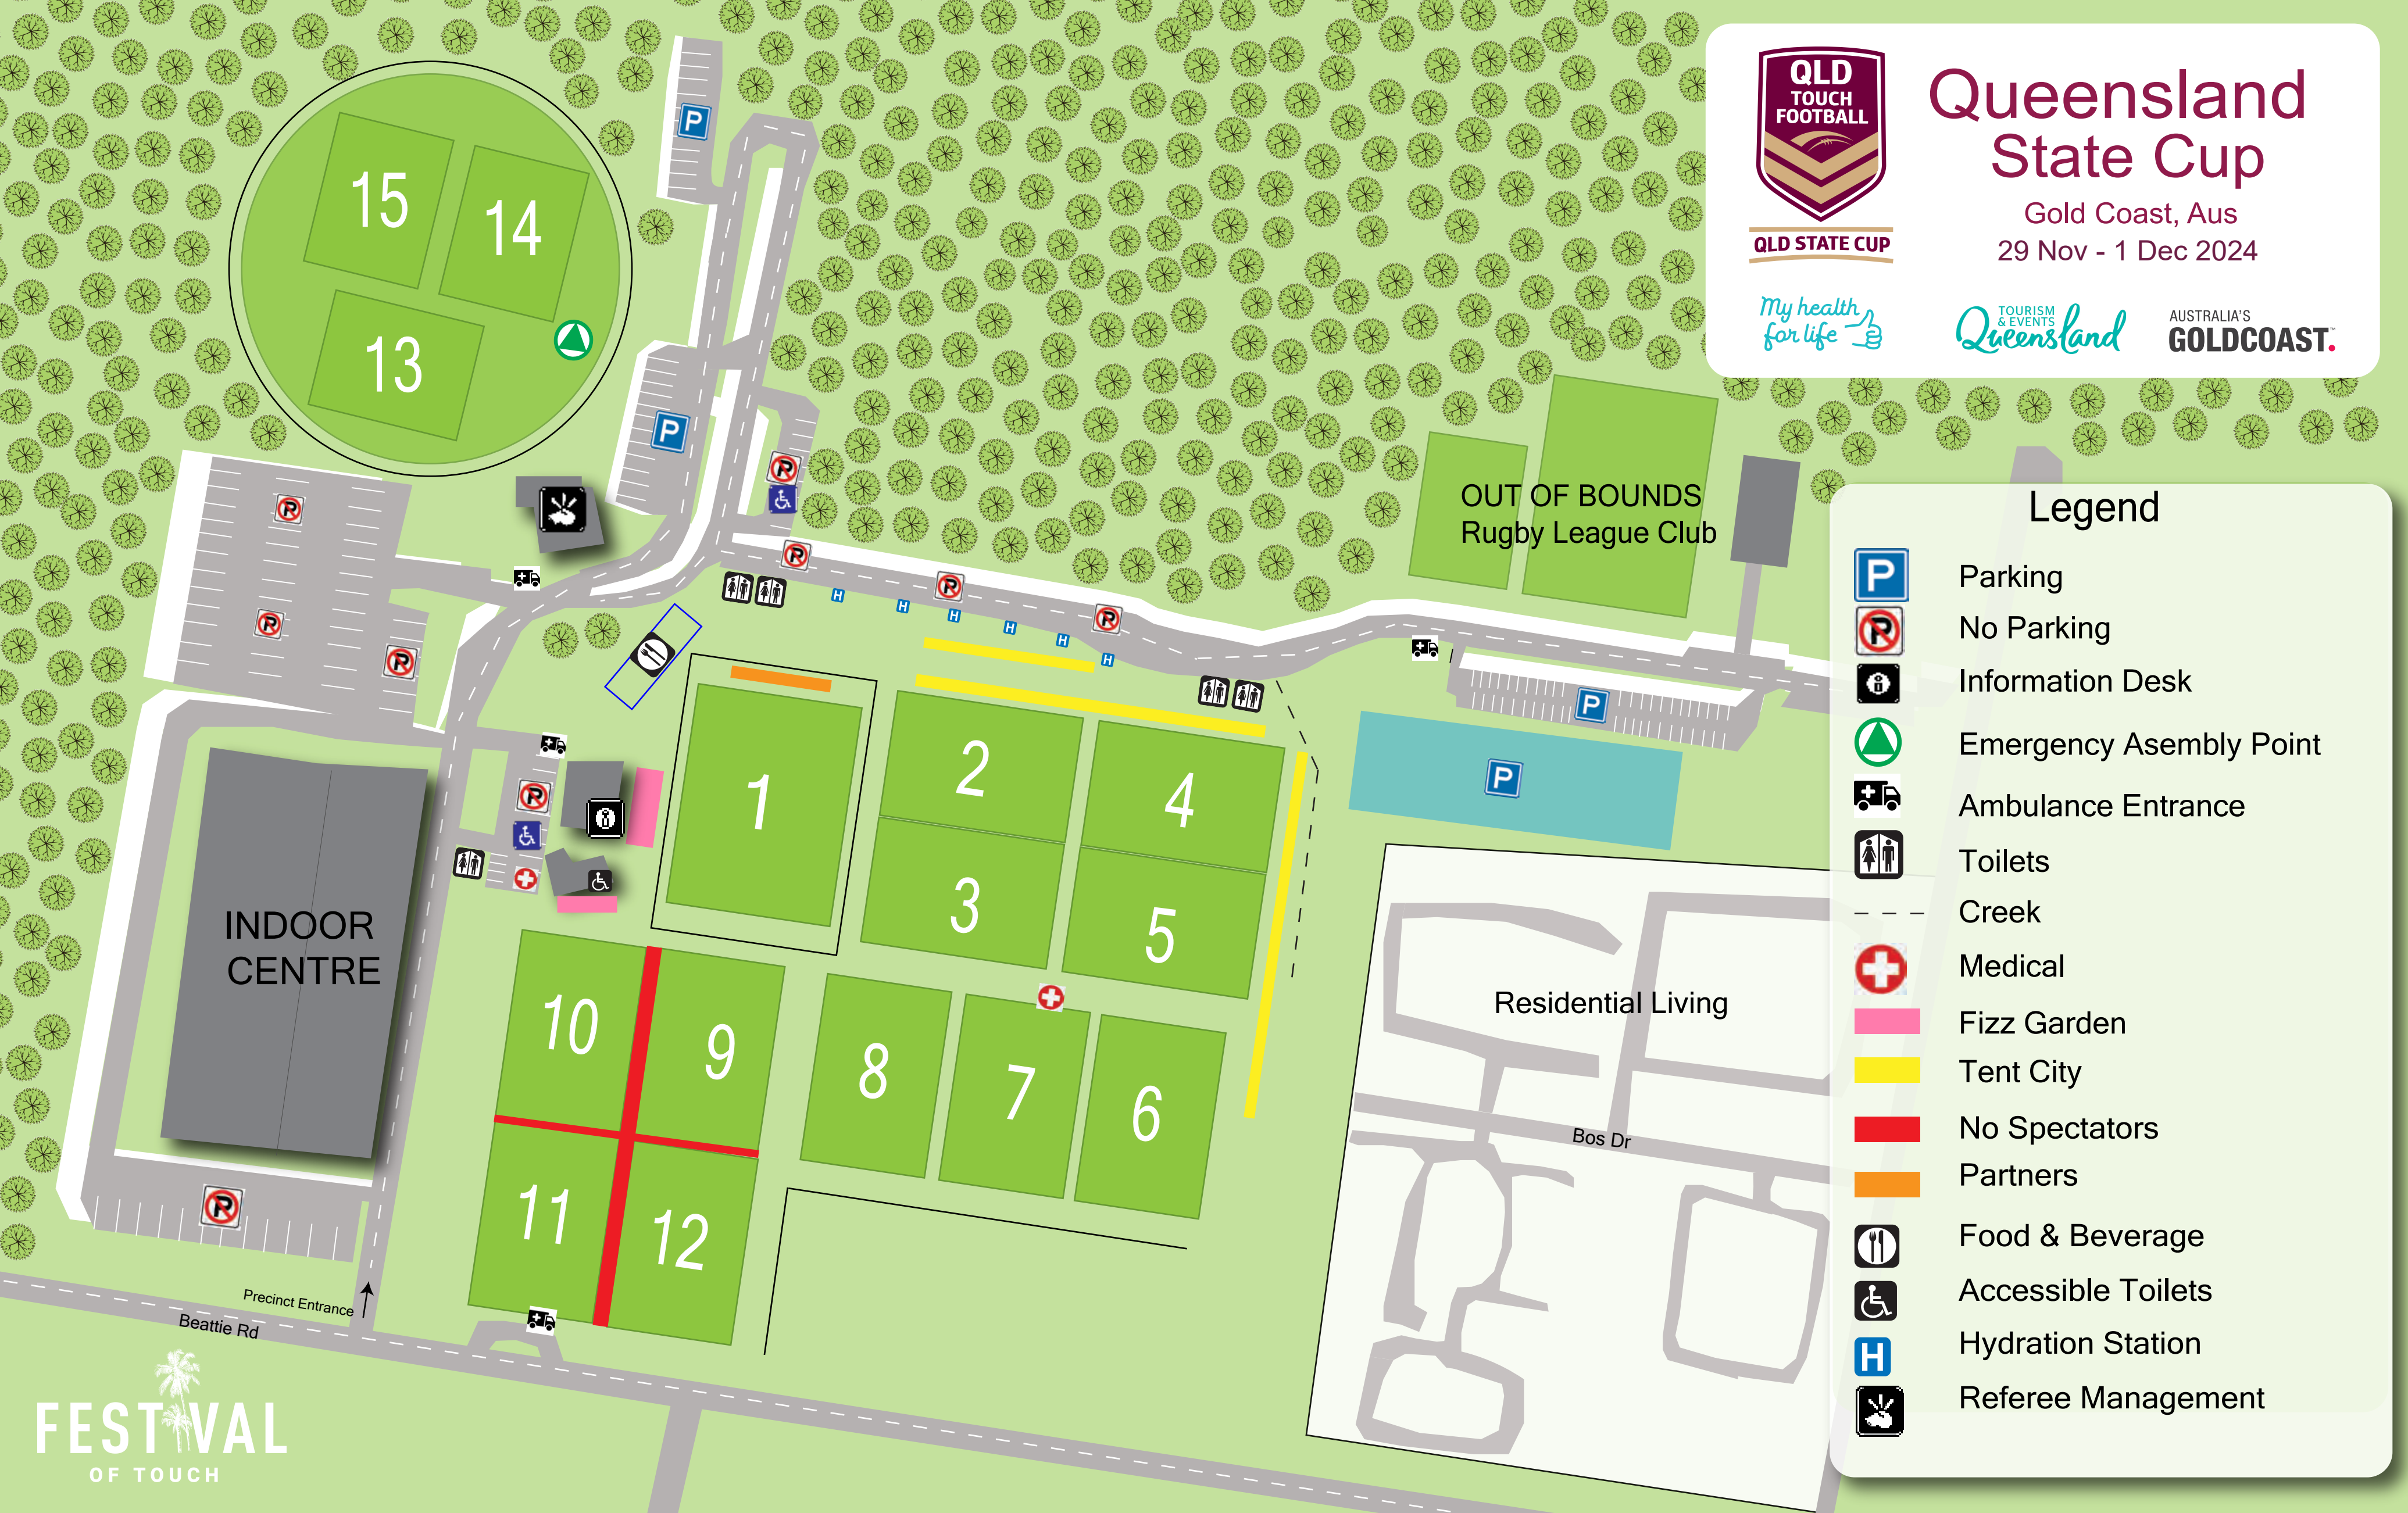 QLD
TOUCH
FOOTBALL
QLD STATE CUP
Queensland
State Cup
Gold Coast, Aus
29 Nov - 1 Dec 2024
My health
for life
TOURISM
& EVENTS
Queensland
AUSTRALIA'S
GOLDCOAST.
P
15
14
13
P
P
P
P
P
P
P
P
P
H
H
H
H
H
H
OUT OF BOUNDS
Rugby League Club
P
P
1
2
4
3
5
P
INDOOR
CENTRE
10
9
8
7
6
11
12
P
Residential Living
Bos Dr
Precinct Entrance
Beattie Rd
FESTIVAL
OF TOUCH
Legend
P Parking
P No Parking
i Information Desk
Emergency Asembly Point
Ambulance Entrance
Toilets
Creek
Medical
Fizz Garden
Tent City
No Spectators
Partners
Food & Beverage
Accessible Toilets
H Hydration Station
Referee Management